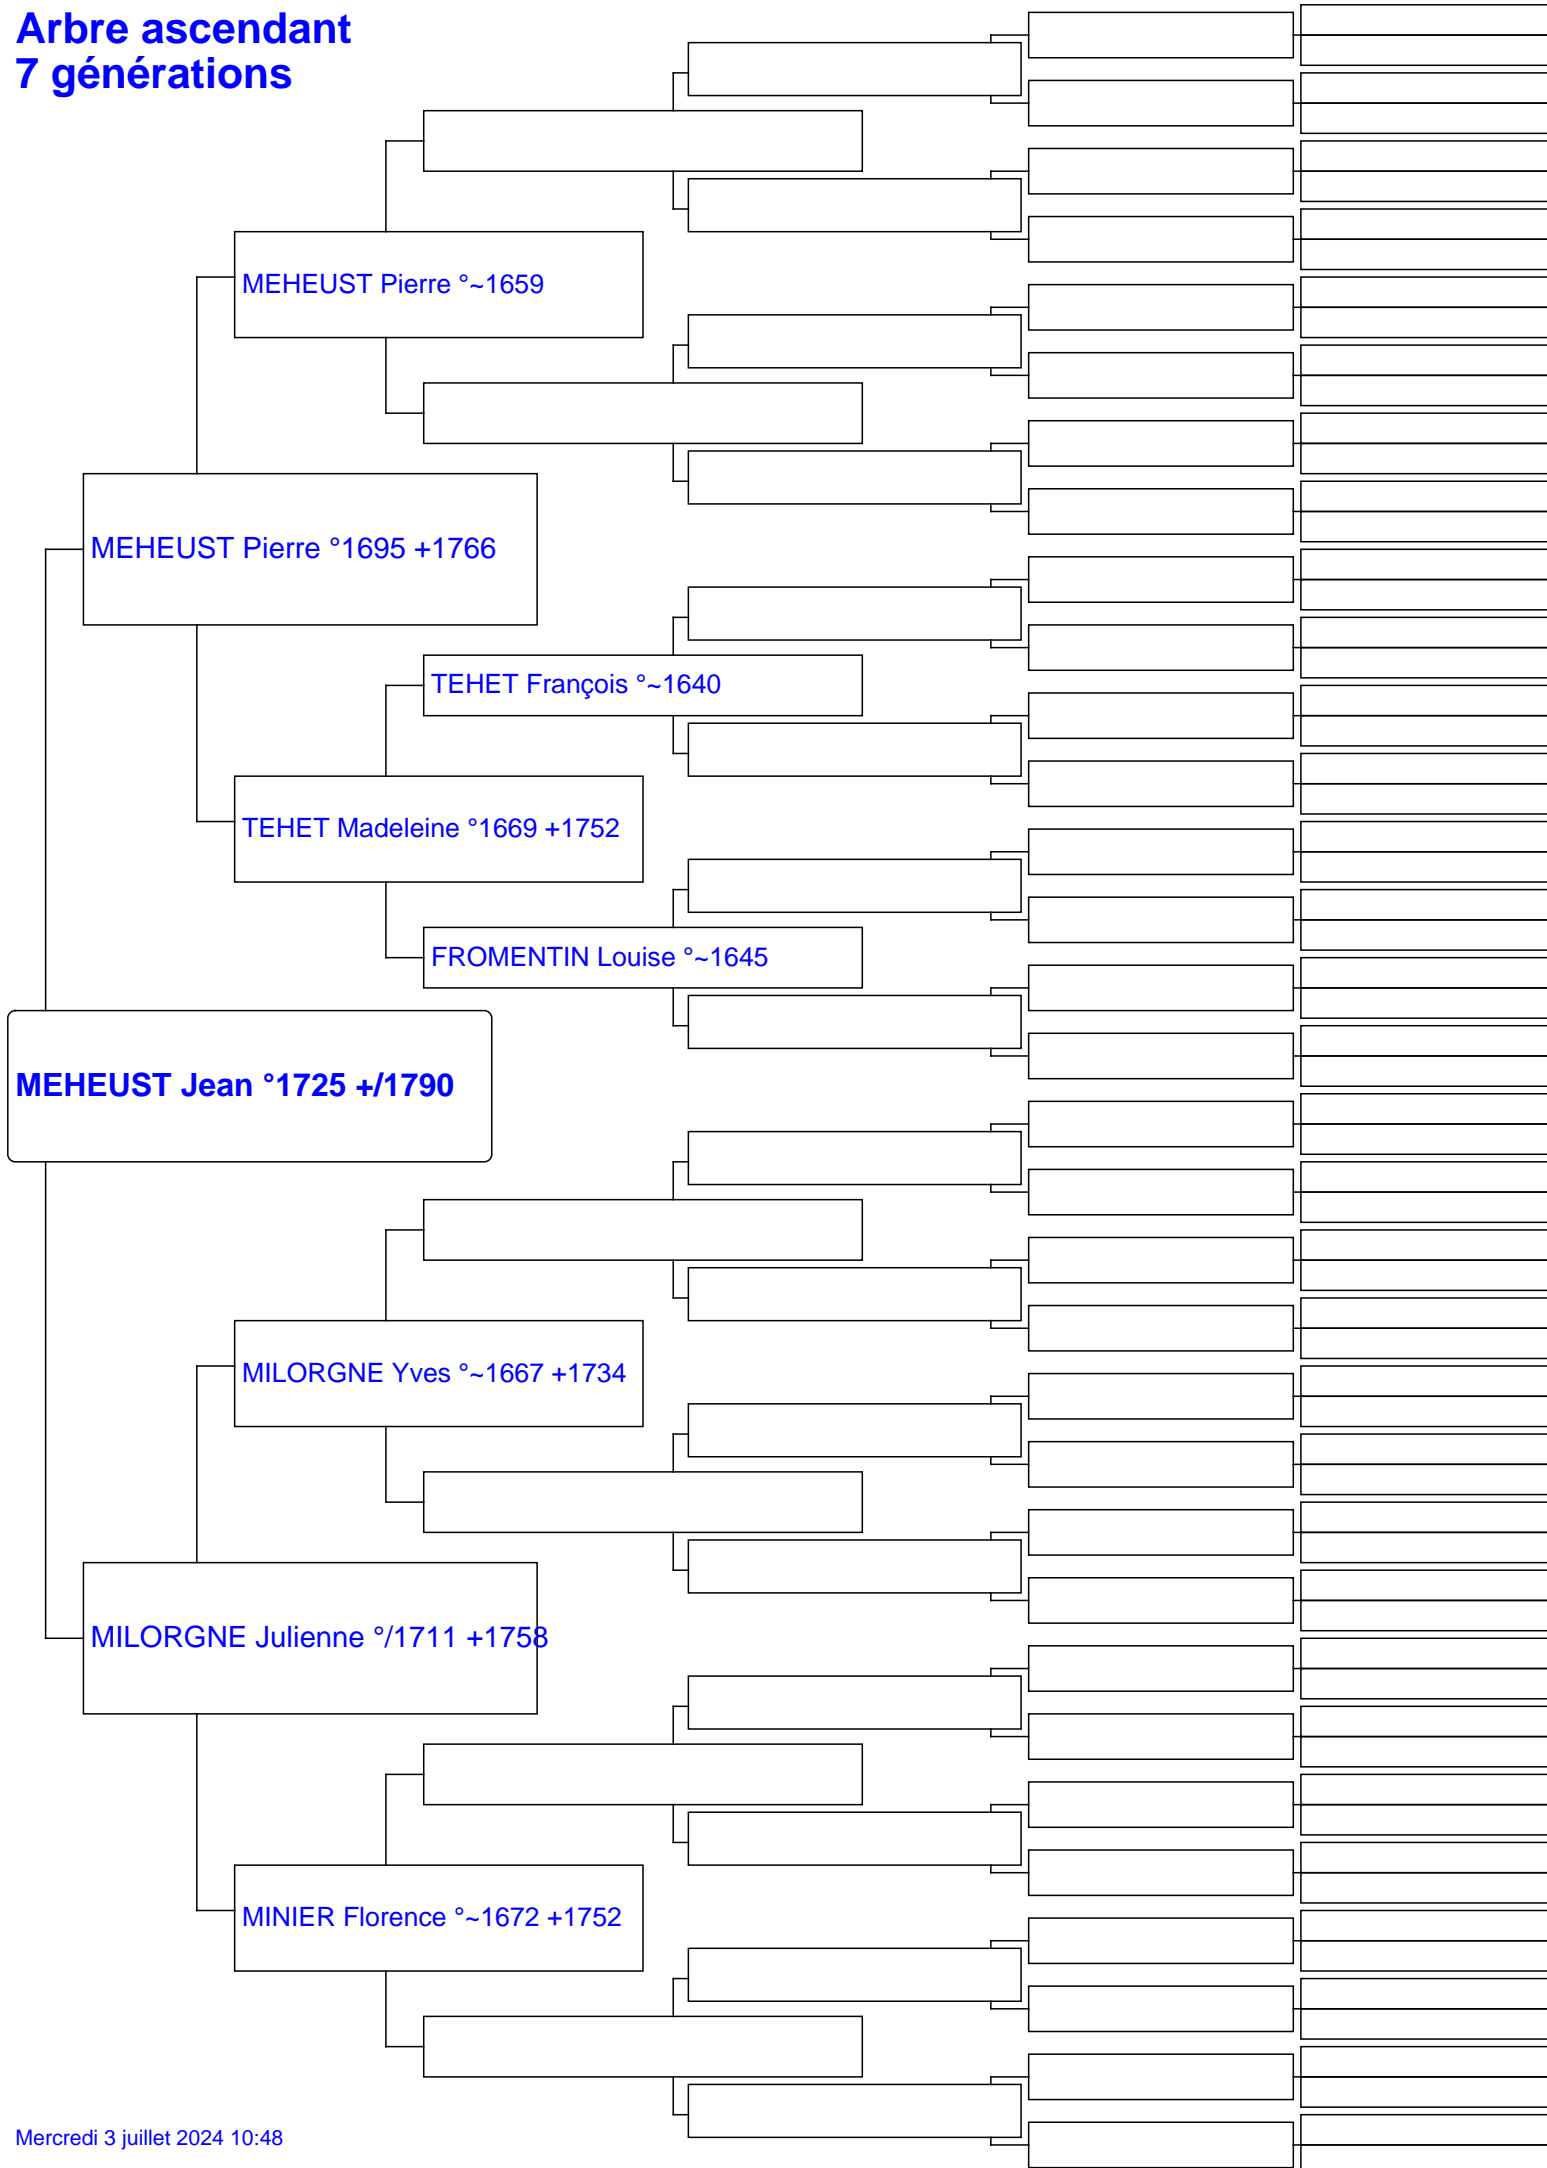 Arbre ascendant
7 générations
MEHEUST Pierre °~1659
MEHEUST Pierre °1695 +1766
TEHET François °~1640
TEHET Madeleine °1669 +1752
FROMENTIN Louise °~1645
MEHEUST Jean °1725 +/1790
MILORGNE Yves °~1667 +1734
MILORGNE Julienne °/1711 +1758
MINIER Florence °~1672 +1752
Mercredi 3 juillet 2024 10:48